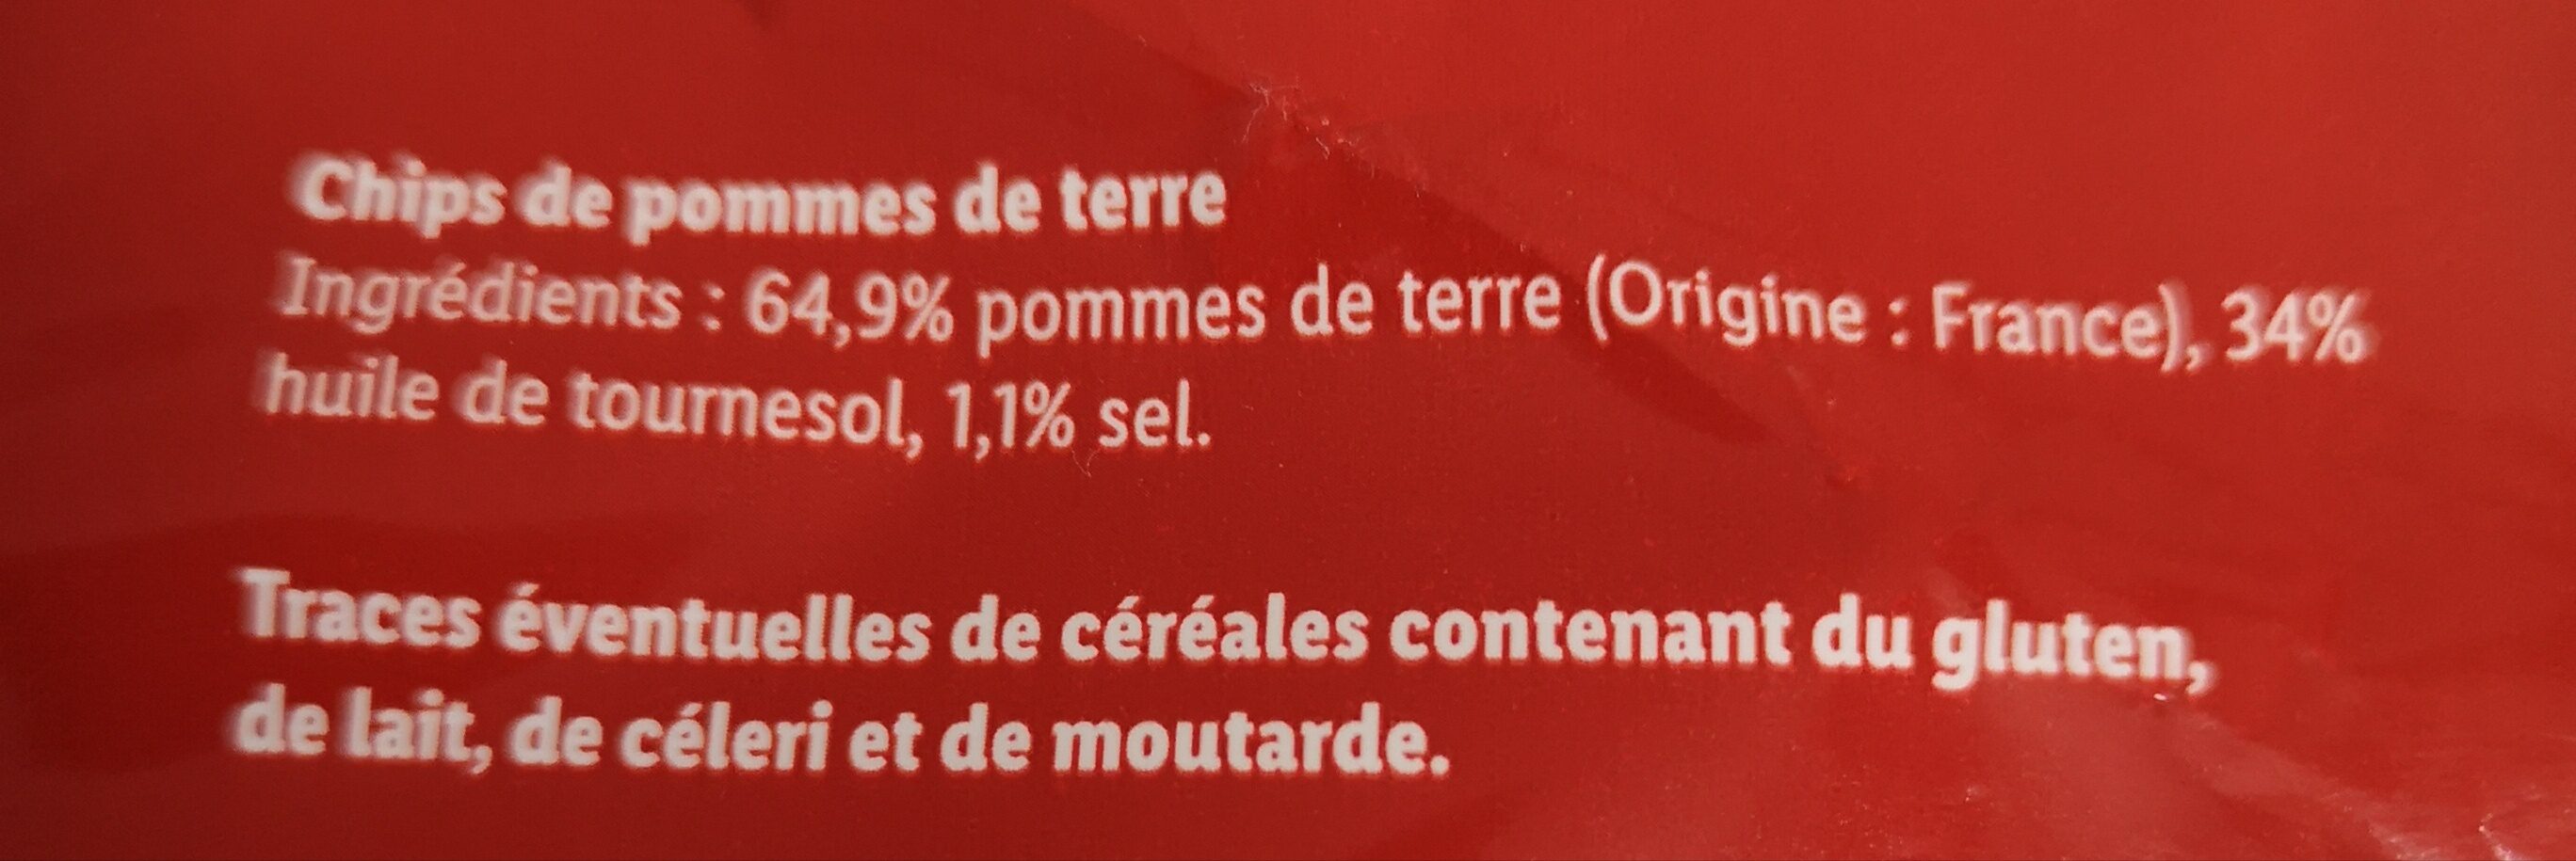 Chips de pommes de terre
Ingrédients : 64,9% pommes de terre (Origine : France), 34%
huile de tournesol, 1,1% sel.
Traces éventuelles de céréales contenant du gluten,
de lait, de céleri et de moutarde.